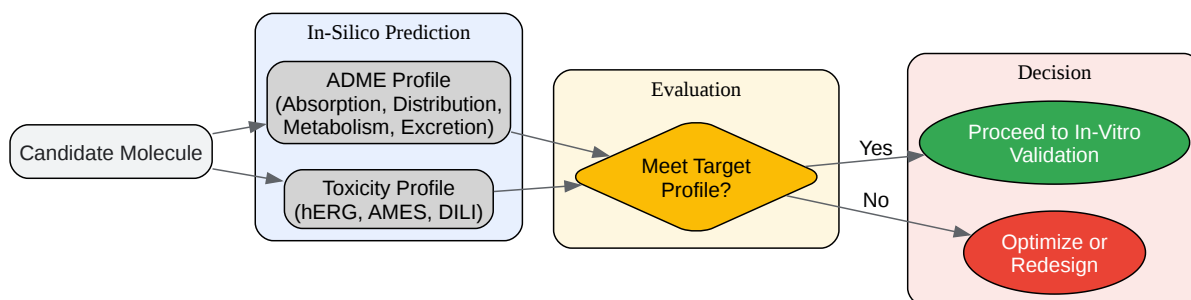 Candidate Molecule
In-Silico Prediction
ADME Profile
(Absorption, Distribution,
Metabolism, Excretion)
Toxicity Profile
(hERG, AMES, DILI)
Evaluation
Meet Target
Profile?
Yes
No
Decision
Proceed to In-Vitro
Validation
Optimize or
Redesign